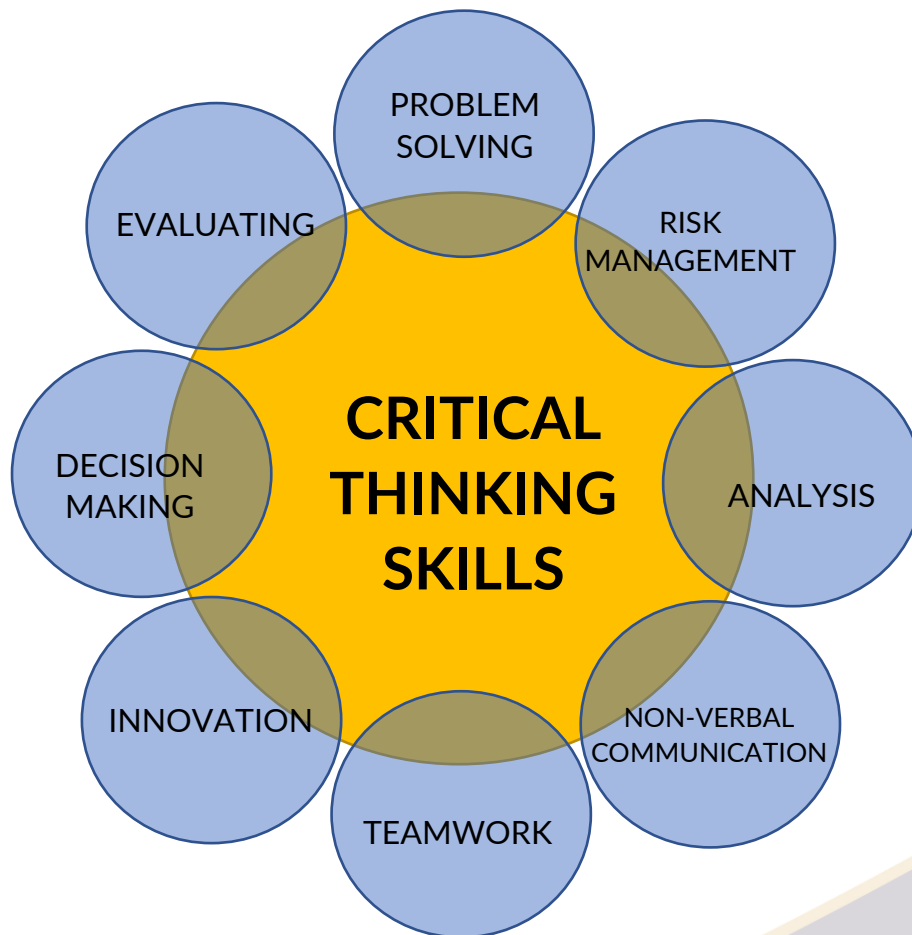 PROBLEM
SOLVING
RISK
MANAGEMENT
ANALYSIS
NON-VERBAL
COMMUNICATION
TEAMWORK
INNOVATION
DECISION
MAKING
EVALUATING
CRITICAL
THINKING
SKILLS